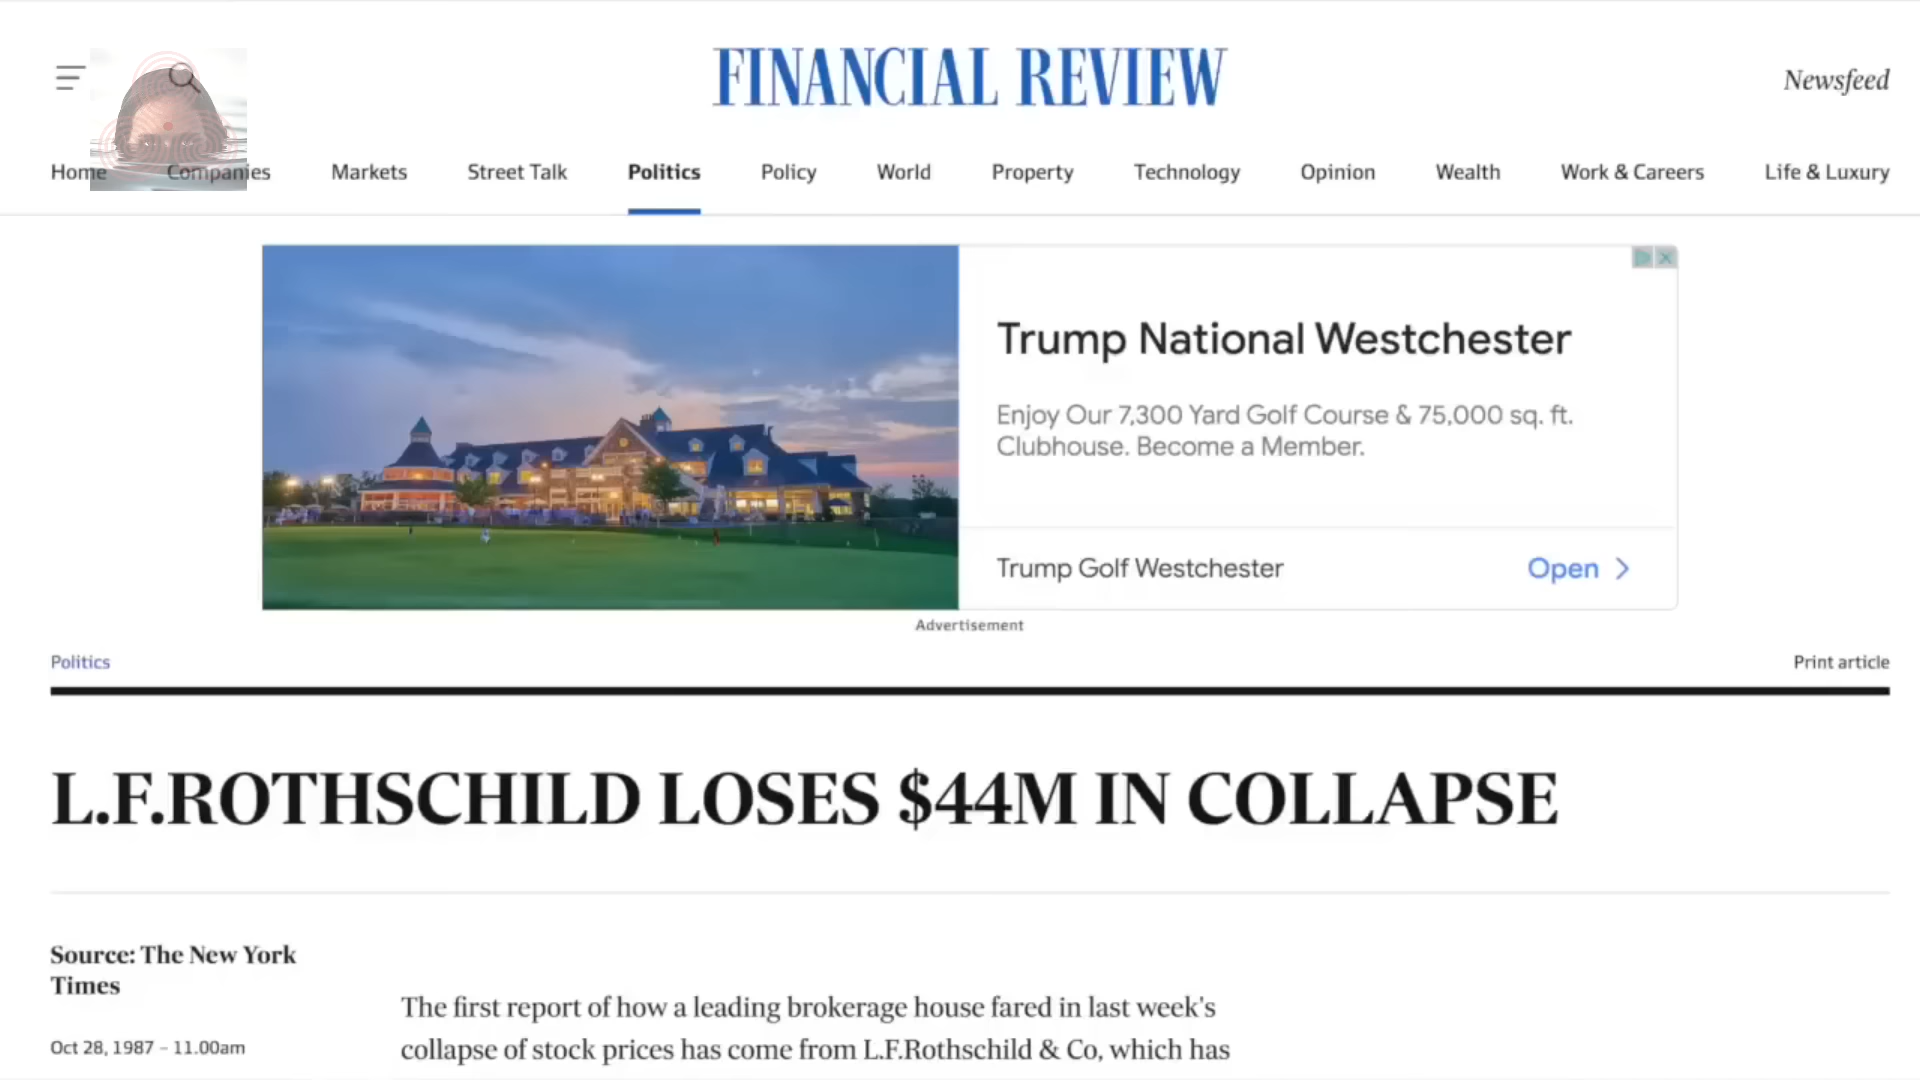 FINANCIAL REVIEW
Newsfeed
Home Companies Markets Street Talk Politics Policy World Property Technology Opinion Wealth Work & Careers Life & Luxury
Trump National Westchester
Enjoy Our 7,300 Yard Golf Course & 75,000 sq. ft.
Clubhouse. Become a Member.
Trump Golf Westchester Open
Advertisement
Politics Print article
L.F.ROTHSCHILD LOSES $44M IN COLLAPSE
Source: The New York
Times
Oct 28, 1987 – 11.00am
The first report of how a leading brokerage house fared in last week's
collapse of stock prices has come from L.F.Rothschild & Co, which has